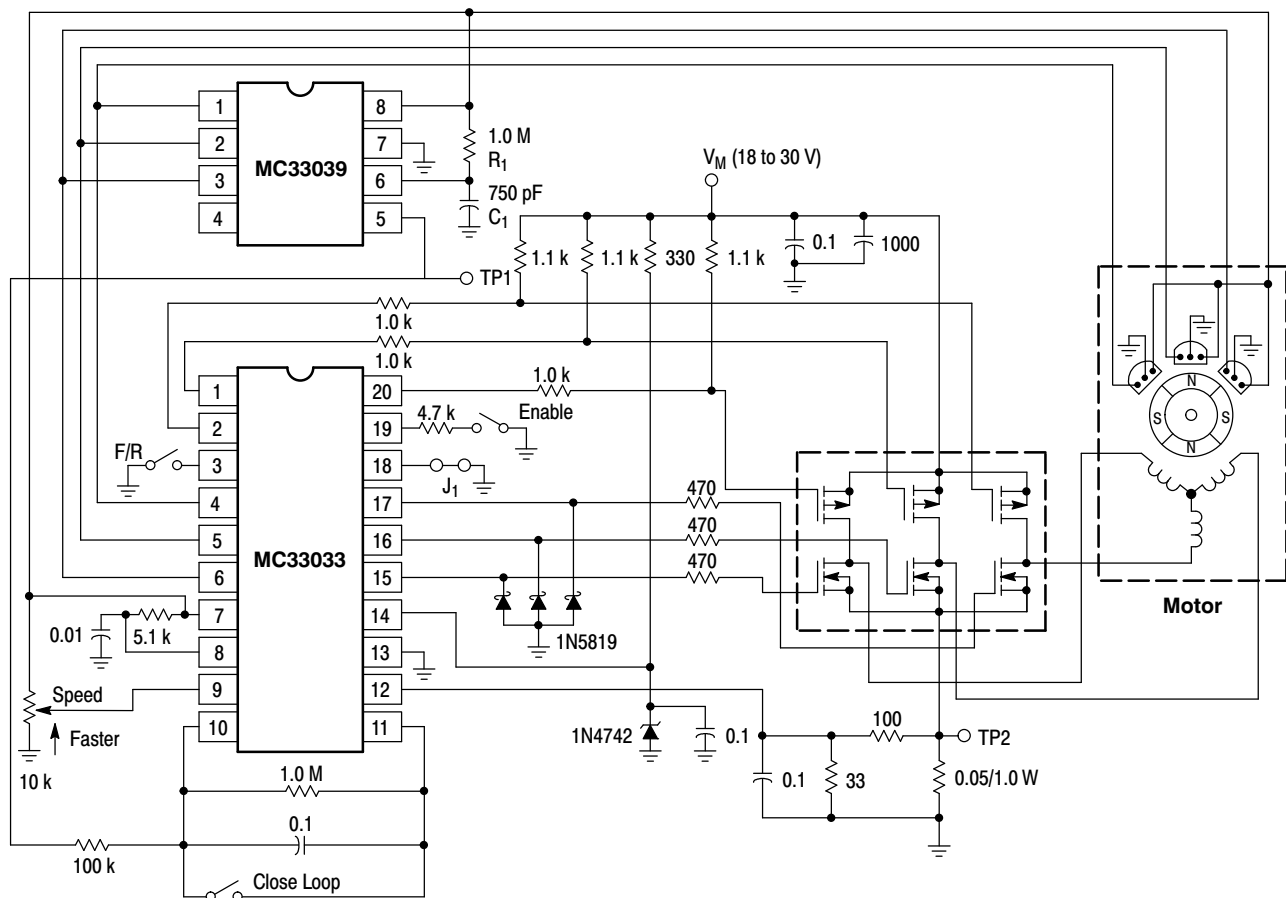 1
2
3
4
MC33039
8
7
6
5
1.0 M
R1
750 pF
C1
VM (18 to 30 V)
1.1 k
1.1 k
330
1.1 k
0.1
1000
TP1
1.0 k
1.0 k
1.0 k
Enable
4.7 k
F/R
J1
1
2
3
4
5
6
7
8
9
10
MC33033
20
19
18
17
16
15
14
13
12
11
470
470
470
1N5819
N
S
S
N
Motor
0.01
5.1 k
Speed
Faster
10 k
1N4742
0.1
100
TP2
0.1
33
0.05/1.0 W
1.0 M
0.1
100 k
Close Loop